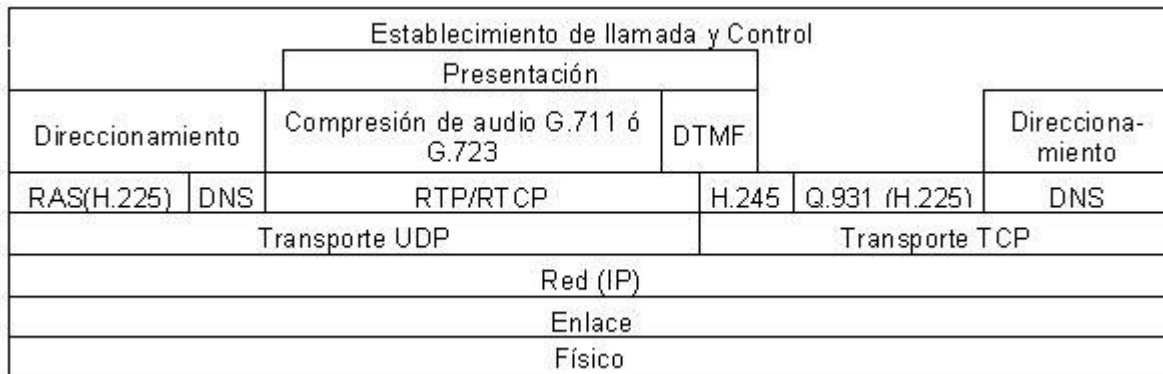 Establecimiento de llamada y Control
Presentación
Direccionamiento
Compresión de audio G.711 ó
G.723
DTMF
Direcciona-
miento
RAS(H.225)
DNS
RTP/RTCP
H.245
Q.931 (H.225)
DNS
Transporte UDP
Transporte TCP
Red (IP)
Enlace
Físico